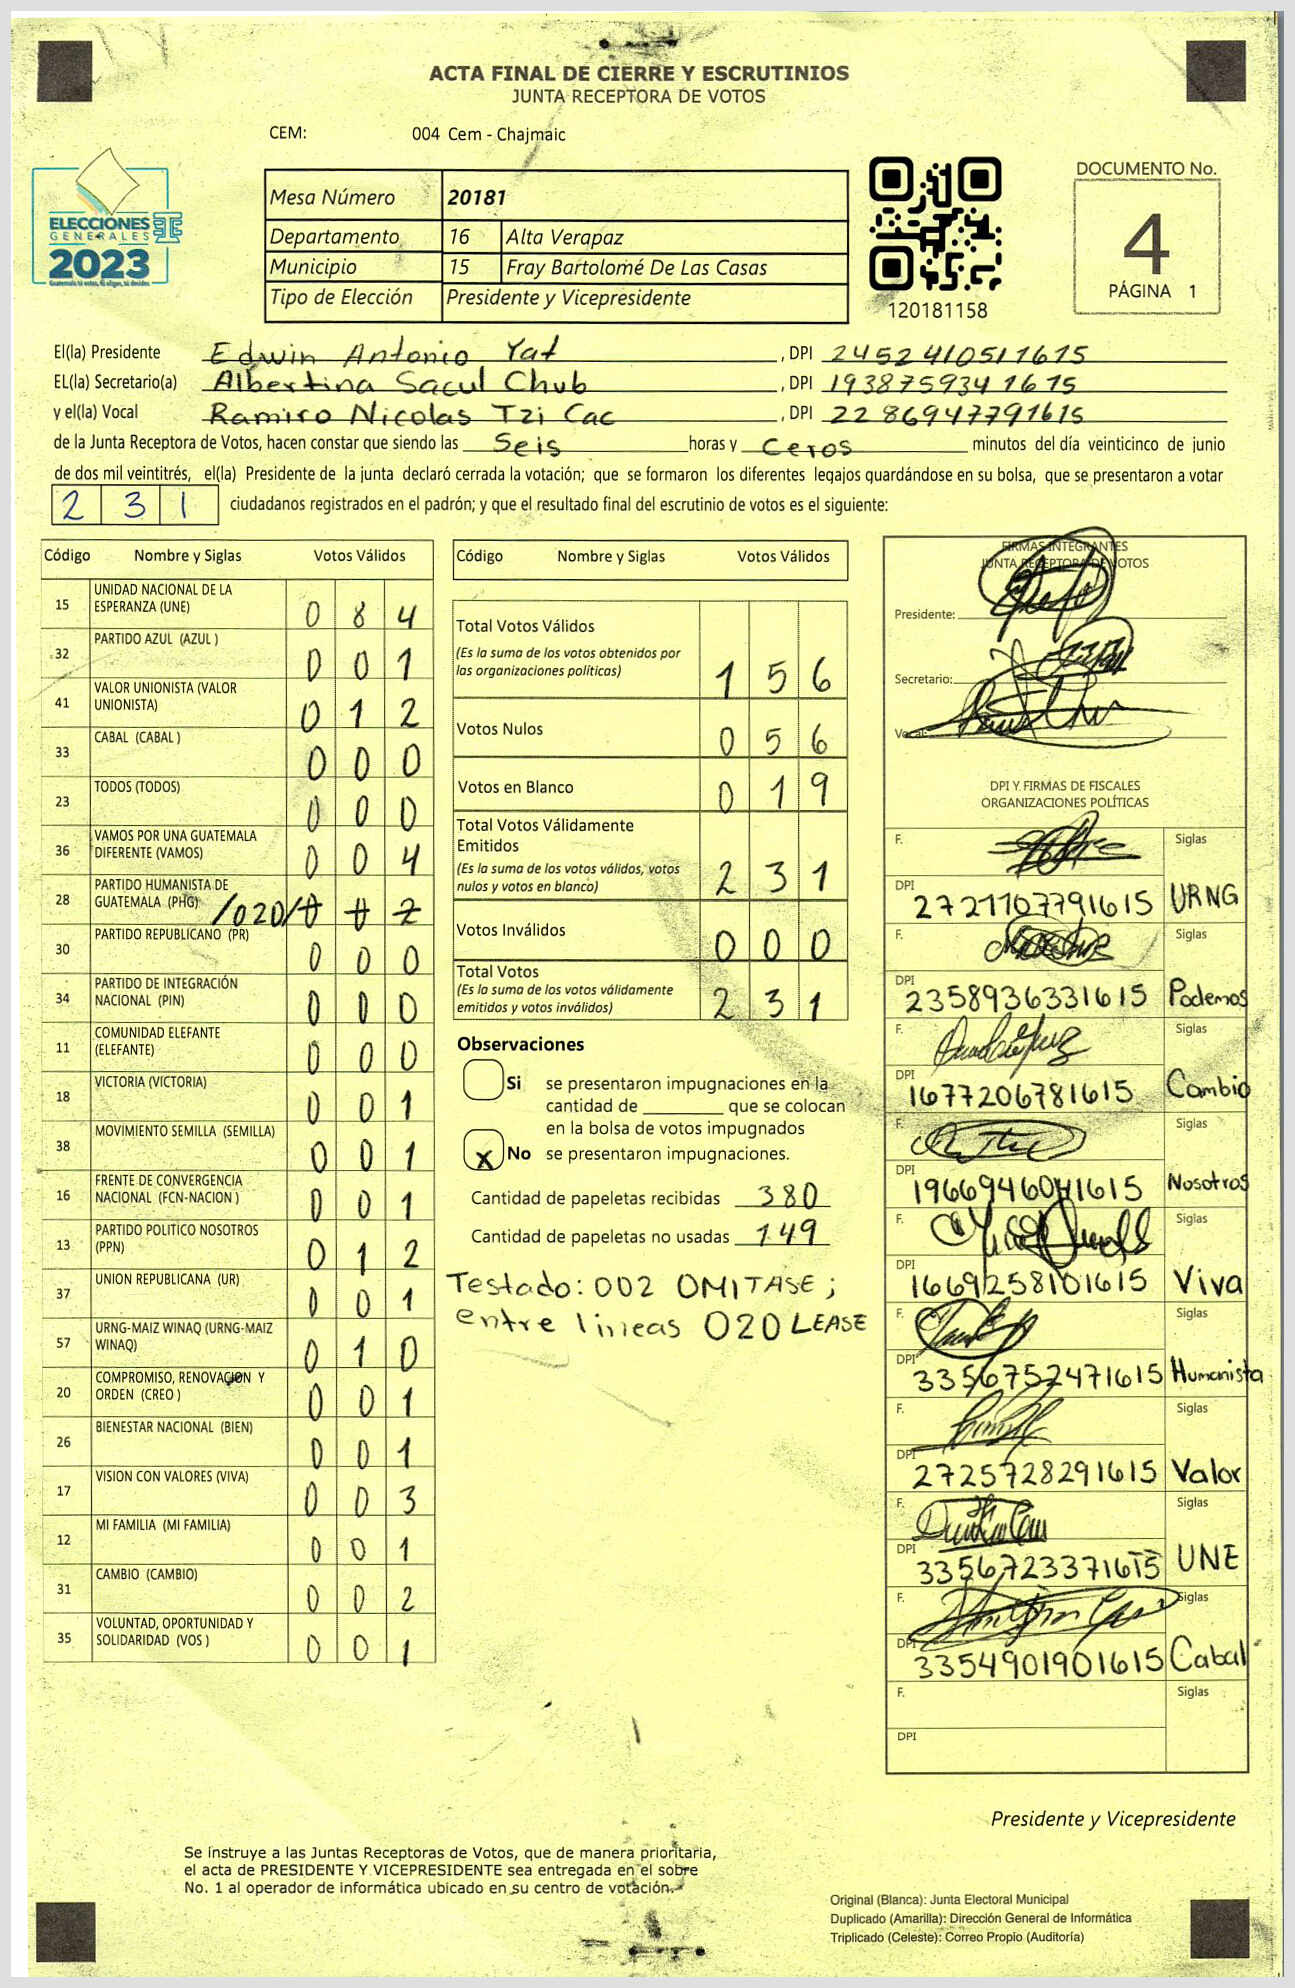 ACTA FINAL DE CIERRE Y ESCRUTINIOS
JUNTA RECEPTORA DE VOTOS
CEM: 004 Cem - Chajmaic
ELECCIONES
GENERALES
2023
Guatemala tú votas, tú eliges, tú decides
Mesa Número 20181
Departamento 16 Alta Verapaz
Municipio 15 Fray Bartolomé De Las Casas
Tipo de Elección Presidente y Vicepresidente
120181158
DOCUMENTO No.
4
PÁGINA 1
El(la) Presidente Edwin Antonio Yat , DPI 2452410511615
EL(la) Secretario(a) Albertina Sacul Chub , DPI 1938759341615
y el(la) Vocal Ramiro Nicolas Tzi Cac , DPI 2286947791615
de la Junta Receptora de Votos, hacen constar que siendo las Seis horas y Ceros minutos del día veinticinco de junio
de dos mil veintitrés, el(la) Presidente de la junta declaró cerrada la votación; que se formaron los diferentes legajos guardándose en su bolsa, que se presentaron a votar
231 ciudadanos registrados en el padrón; y que el resultado final del escrutinio de votos es el siguiente:
Código Nombre y Siglas Votos Válidos
15 UNIDAD NACIONAL DE LA
ESPERANZA (UNE) 0 8 4
32 PARTIDO AZUL (AZUL ) 0 0 1
41 VALOR UNIONISTA (VALOR
UNIONISTA) 0 1 2
33 CABAL (CABAL ) 0 0 0
23 TODOS (TODOS) 0 0 0
36 VAMOS POR UNA GUATEMALA
DIFERENTE (VAMOS) 0 0 4
28 PARTIDO HUMANISTA DE
GUATEMALA (PHG) /020/ 0 0 2
30 PARTIDO REPUBLICANO (PR) 0 0 0
34 PARTIDO DE INTEGRACIÓN
NACIONAL (PIN) 0 0 0
11 COMUNIDAD ELEFANTE
(ELEFANTE) 0 0 0
18 VICTORIA (VICTORIA) 0 0 1
38 MOVIMIENTO SEMILLA (SEMILLA) 0 0 1
16 FRENTE DE CONVERGENCIA
NACIONAL (FCN-NACION ) 0 0 1
13 PARTIDO POLITICO NOSOTROS
(PPN) 0 1 2
37 UNION REPUBLICANA (UR) 0 0 1
57 URNG-MAIZ WINAQ (URNG-MAIZ
WINAQ) 0 1 0
20 COMPROMISO, RENOVACION Y
ORDEN (CREO ) 0 0 1
26 BIENESTAR NACIONAL (BIEN) 0 0 1
17 VISION CON VALORES (VIVA) 0 0 3
12 MI FAMILIA (MI FAMILIA) 0 0 1
31 CAMBIO (CAMBIO) 0 0 2
35 VOLUNTAD, OPORTUNIDAD Y
SOLIDARIDAD (VOS ) 0 0 1
Código Nombre y Siglas Votos Válidos
Total Votos Válidos
(Es la suma de los votos obtenidos por
las organizaciones políticas) 1 5 6
Votos Nulos 0 5 6
Votos en Blanco 0 1 9
Total Votos Válidamente
Emitidos
(Es la suma de los votos válidos, votos
nulos y votos en blanco) 2 3 1
Votos Inválidos 0 0 0
Total Votos
(Es la suma de los votos válidamente
emitidos y votos inválidos) 2 3 1
Observaciones
Si se presentaron impugnaciones en la
cantidad de ________ que se colocan
en la bolsa de votos impugnados
X No se presentaron impugnaciones.
Cantidad de papeletas recibidas 380
Cantidad de papeletas no usadas 149
Testado: 002 OMITASE;
entre lineas 020 LEASE
FIRMAS INTEGRANTES
JUNTA RECEPTORA DE VOTOS
Presidente:
Secretario:
Vocal:
DPI Y FIRMAS DE FISCALES
ORGANIZACIONES POLÍTICAS
F. Siglas
DPI 2721107791615 URNG
F. Siglas
DPI 2358936331615 Podemos
F. Siglas
DPI 1677206781615 Cambio
F. Siglas
DPI 1966946041615 Nosotros
F. Siglas
DPI 1669258101615 Viva
F. Siglas
DPI 3356752471615 Humanista
F. Siglas
DPI 2725728291615 Valor
F. Siglas
DPI 3356723371615 UNE
F. Siglas
DPI 3354901901615 Cabal
F. Siglas
DPI
Presidente y Vicepresidente
Se instruye a las Juntas Receptoras de Votos, que de manera prioritaria,
el acta de PRESIDENTE Y VICEPRESIDENTE sea entregada en el sobre
No. 1 al operador de informática ubicado en su centro de votación.
Original (Blanca): Junta Electoral Municipal
Duplicado (Amarilla): Dirección General de Informática
Triplicado (Celeste): Correo Propio (Auditoría)